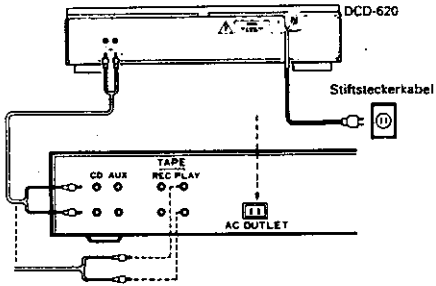 DCD-620
Stiftsteckerkabel
TAPE
CD AUX REC PLAY
AC OUTLET